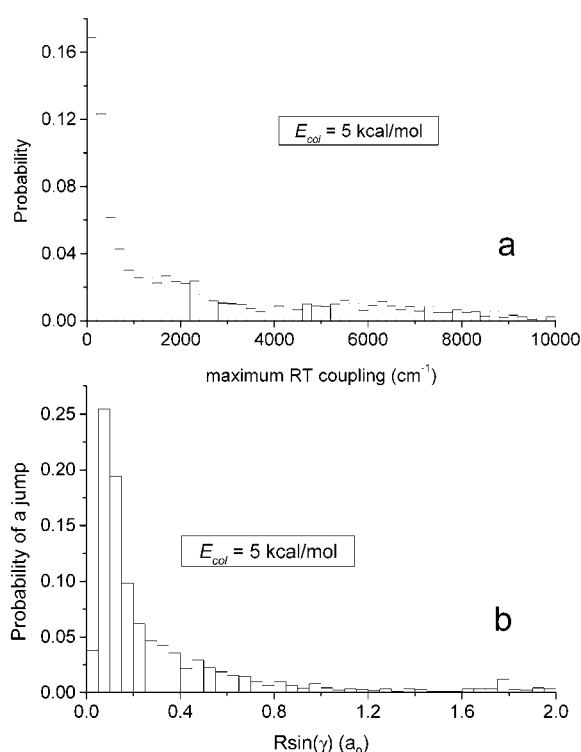 0.16
0.12
0.08
0.04
0.00
Probability
E_col = 5 kcal/mol
a
0 2000 4000 6000 8000 10000
maximum RT coupling (cm⁻¹)
0.25
0.20
0.15
0.10
0.05
0.00
Probability of a jump
E_col = 5 kcal/mol
b
0.0 0.4 0.8 1.2 1.6 2.0
Rsin(γ) (a₀)